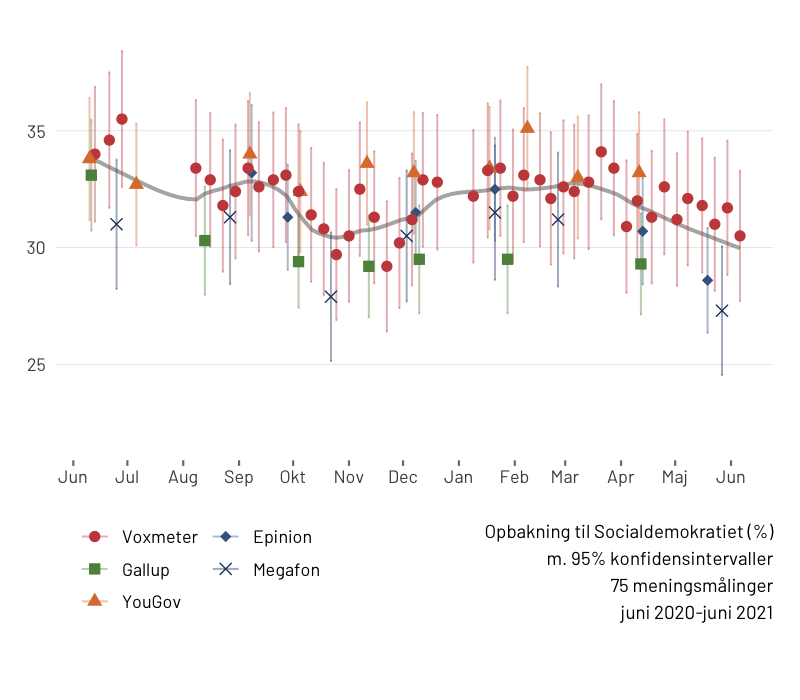 35
30
25
Jun Jul Aug Sep Okt Nov Dec Jan Feb Mar Apr Maj Jun
Voxmeter Epinion
Gallup Megafon
YouGov
Opbakning til Socialdemokratiet (%)
m. 95% konfidensintervaller
75 meningsmålinger
juni 2020-juni 2021